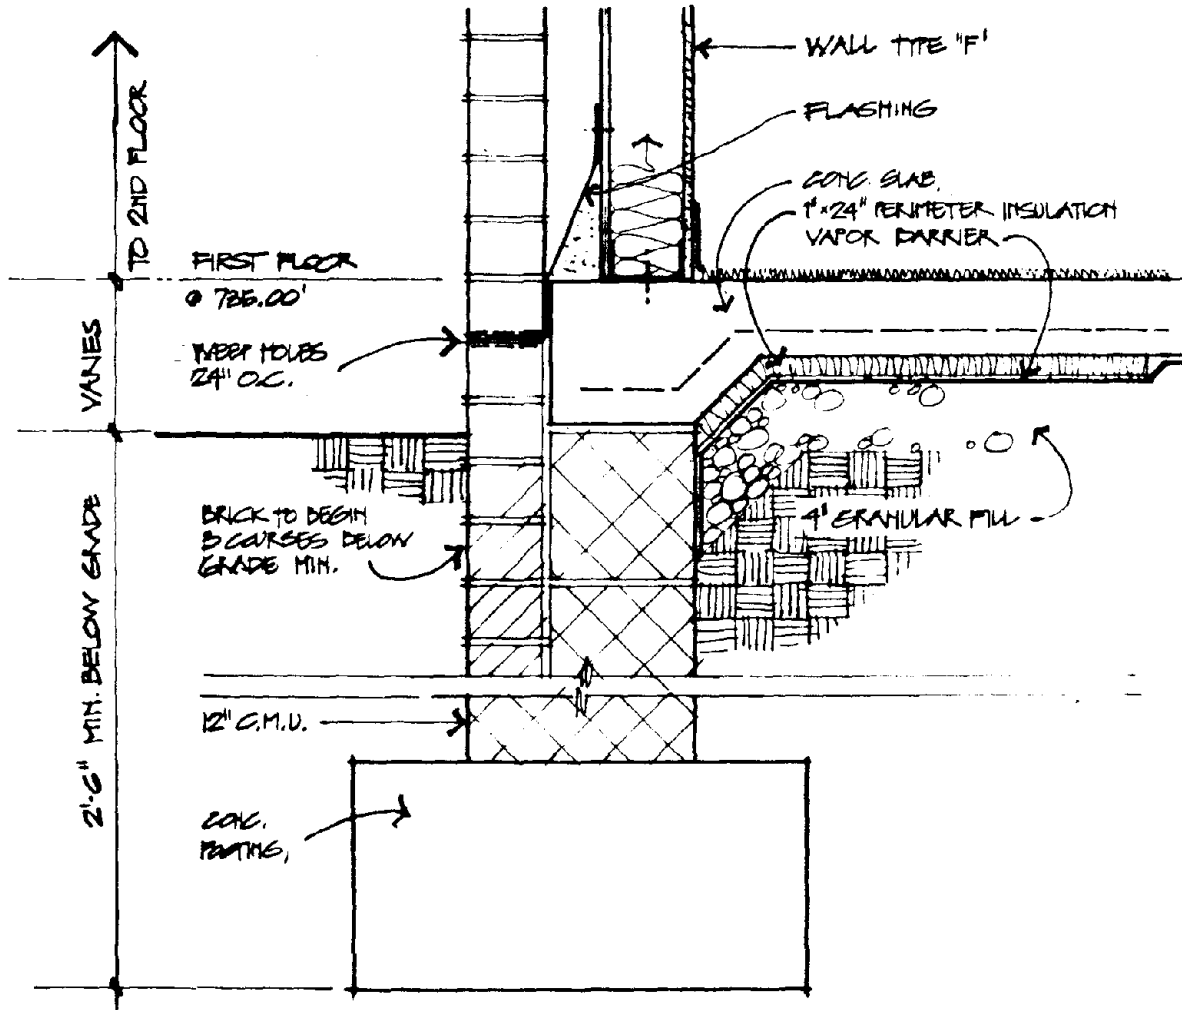 WALL TYPE "F"
FLASHING
CONC. SLAB.
1"×24" PERIMETER INSULATION
VAPOR BARRIER
TO 2ND FLOOR
FIRST FLOOR
@ 735.00'
WEEP HOLES
24" O.C.
VARIES
BRICK TO BEGIN
3 COURSES BELOW
GRADE MIN.
4" GRANULAR FILL
2'-6" MIN. BELOW GRADE
12" C.M.U.
CONC.
FOOTING,